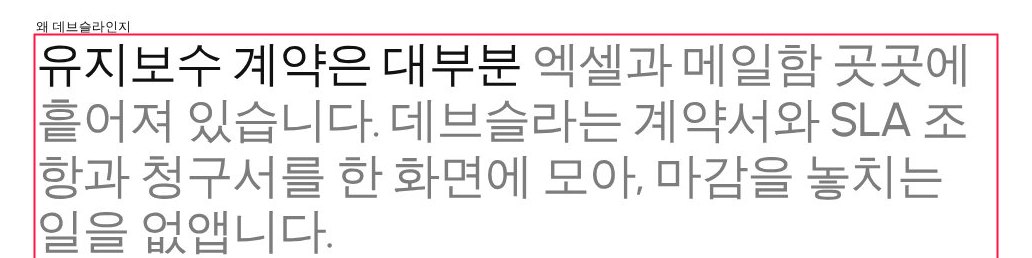 왜 데브슬라인지
유지보수 계약은 대부분 엑셀과 메일함 곳곳에
흩어져 있습니다. 데브슬라는 계약서와 SLA 조
항과 청구서를 한 화면에 모아, 마감을 놓치는
일을 없앱니다.